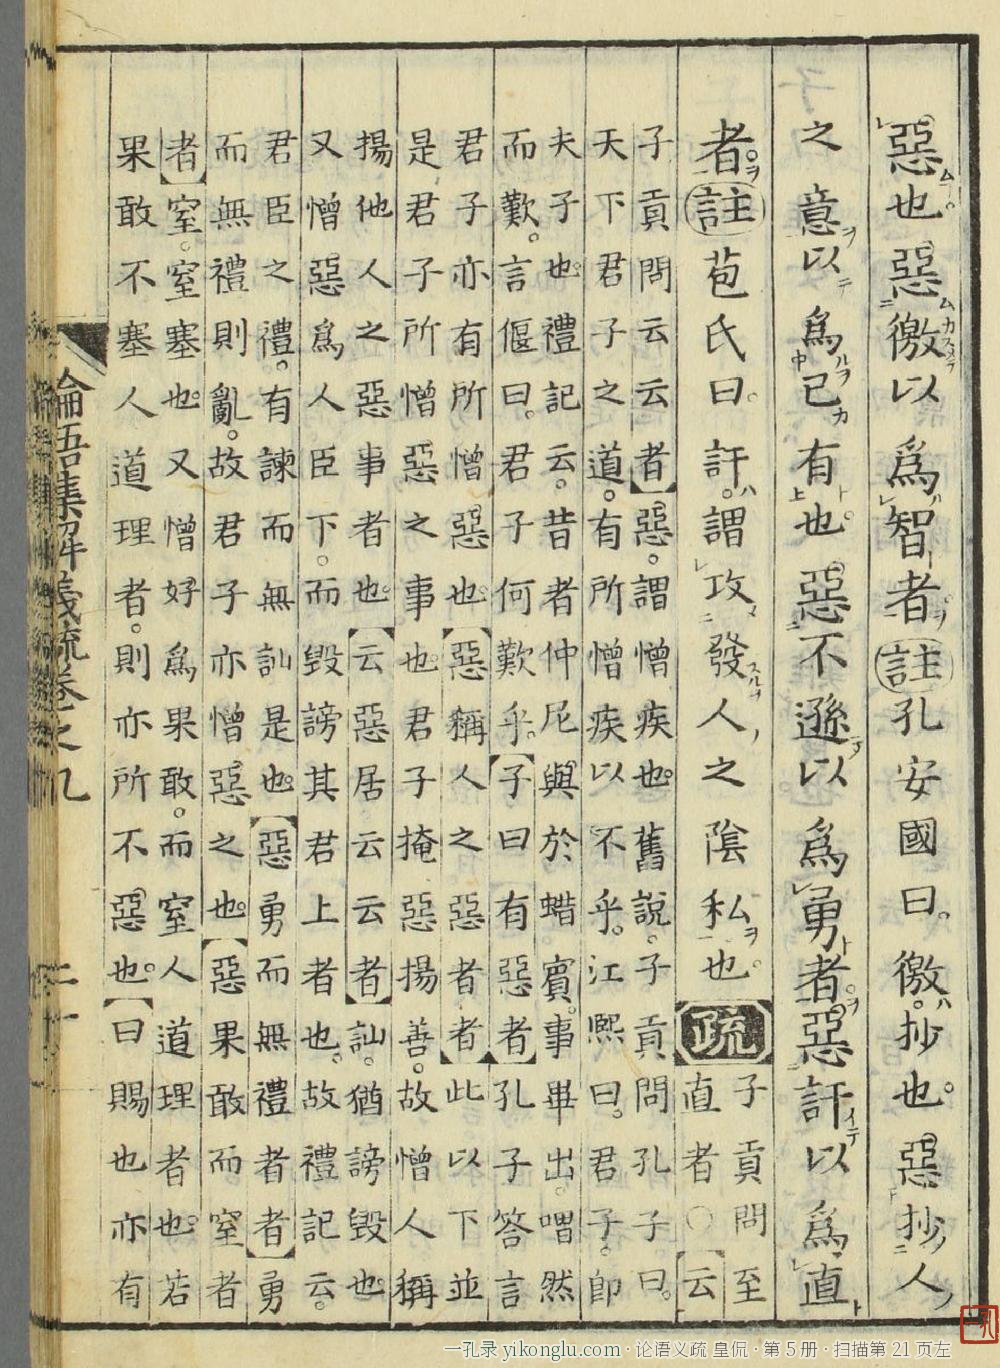 惡也惡徼以爲智者註孔安國曰徼抄也惡抄人
之意以爲己有也惡不遜以爲勇者惡訐以爲直
者註苞氏曰訐謂攻發人之陰私也疏子貢問至
直者○【云
子貢問云云者】惡。謂憎疾也。舊說。子貢問孔子曰。
天下君子之道。有所憎疾以不乎。江熙曰。君子。即
夫子也。禮記云。昔者仲尼與於蜡賓。事畢出。喟然
而歎。言偃曰。君子何歎乎。【子曰有惡者】孔子答言
君子亦有所憎惡也。【惡稱人之惡者者】此以下並
是君子所憎惡之事也。君子掩惡揚善。故憎人稱
揚他人之惡事者也。【云惡居云云者】訕。猶謗毀也。
又憎惡爲人臣下。而毀謗其君上者也。故禮記云。
君臣之禮。有諫而無訕是也。【惡勇而無禮者者】勇
而無禮則亂。故君子亦憎惡之也。【惡果敢而窒者
者】窒。窒塞也。又憎好爲果敢。而窒人道理者也。若
果敢不塞人道理者。則亦所不惡也。【曰賜也亦有
論語集解義疏卷之九 二十一
一孔录 yikonglu.com · 论语义疏 皇侃 · 第 5 册 · 扫描第 21 页左